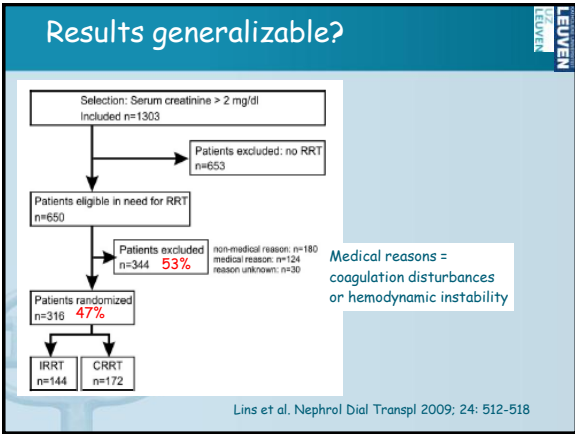 Results generalizable?
UZ
LEUVEN
LEUVEN
Selection: Serum creatinine > 2 mg/dl
Included n=1303
Patients excluded: no RRT
n=653
Patients eligible in need for RRT
n=650
Patients excluded
n=344 53%
non-medical reason: n=180
medical reason: n=124
reason unknown: n=30
Medical reasons =
coagulation disturbances
or hemodynamic instability
Patients randomized
n=316 47%
IRRT
n=144
CRRT
n=172
Lins et al. Nephrol Dial Transpl 2009; 24: 512-518